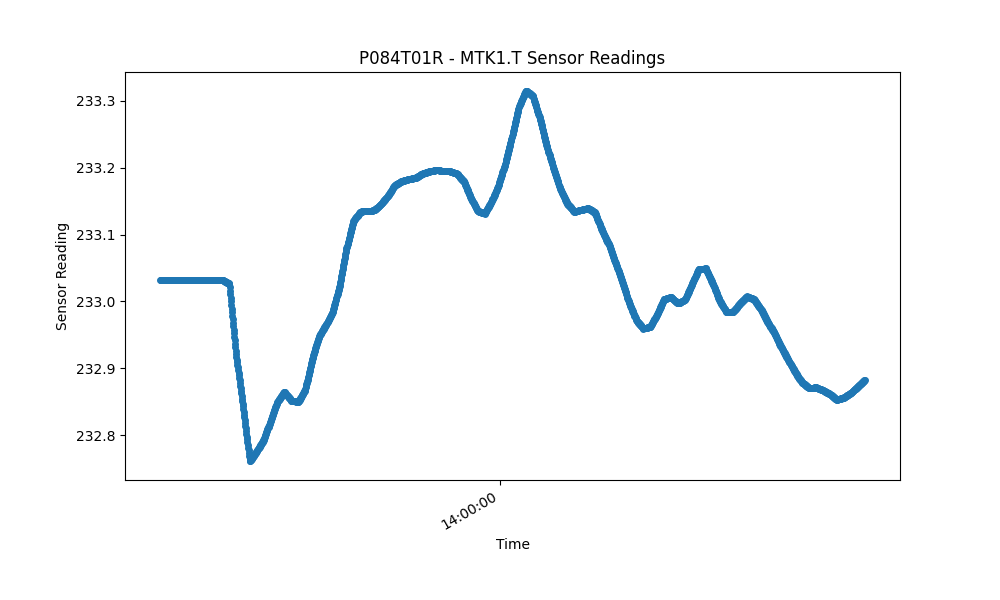 P084T01R - MTK1.T Sensor Readings
233.3
233.2
233.1
233.0
232.9
232.8
Sensor Reading
14:00:00
Time